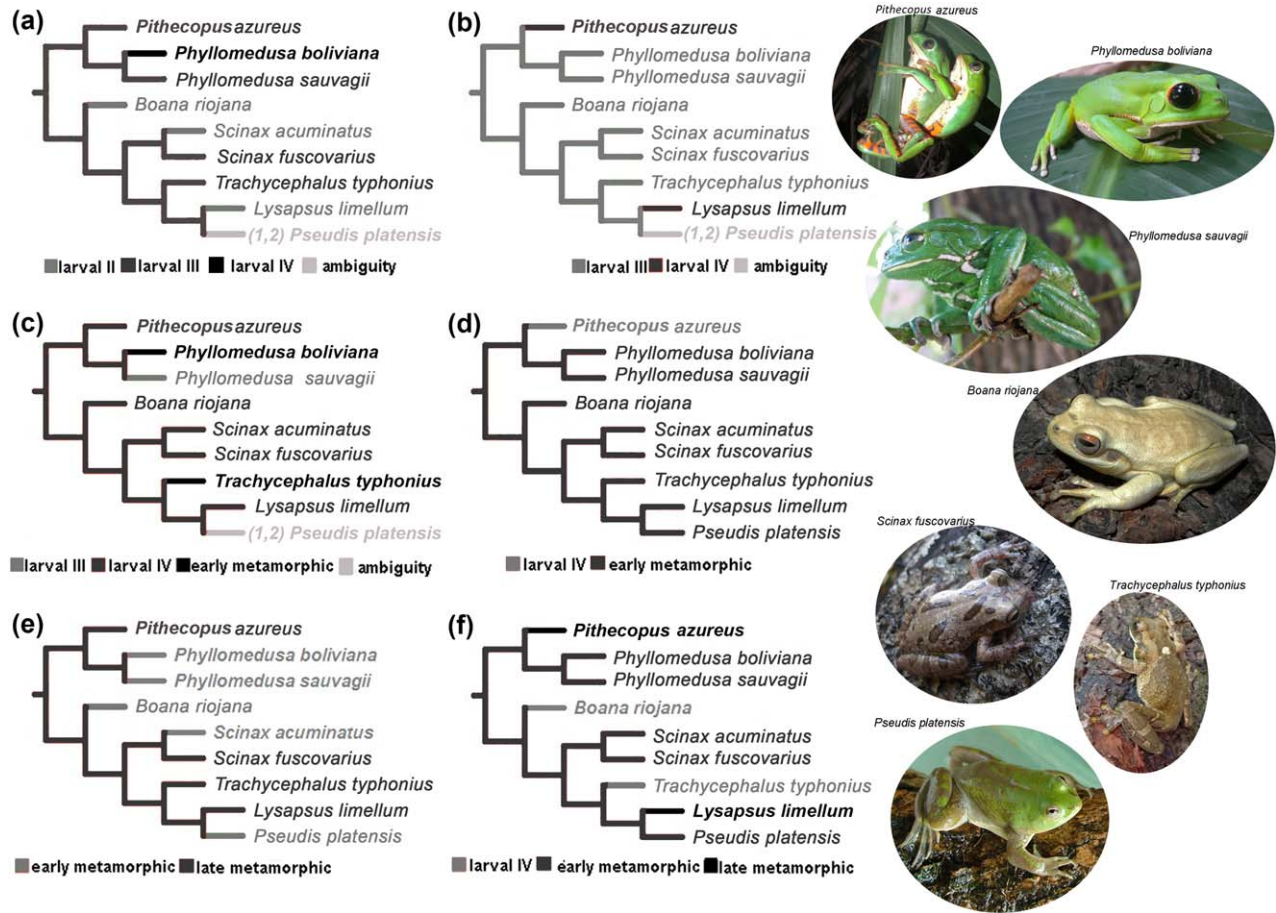 (a)
Pithecopus azureus
Phyllomedusa boliviana
Phyllomedusa sauvagii
Boana riojana
Scinax acuminatus
Scinax fuscovarius
Trachycephalus typhonius
Lysapsus limellum
(1,2) Pseudis platensis
larval II larval III larval IV ambiguity
(b)
Pithecopus azureus
Phyllomedusa boliviana
Phyllomedusa sauvagii
Boana riojana
Scinax acuminatus
Scinax fuscovarius
Trachycephalus typhonius
Lysapsus limellum
(1,2) Pseudis platensis
larval III larval IV ambiguity
(c)
Pithecopus azureus
Phyllomedusa boliviana
Phyllomedusa sauvagii
Boana riojana
Scinax acuminatus
Scinax fuscovarius
Trachycephalus typhonius
Lysapsus limellum
(1,2) Pseudis platensis
larval III larval IV early metamorphic ambiguity
(d)
Pithecopus azureus
Phyllomedusa boliviana
Phyllomedusa sauvagii
Boana riojana
Scinax acuminatus
Scinax fuscovarius
Trachycephalus typhonius
Lysapsus limellum
Pseudis platensis
larval IV early metamorphic
(e)
Pithecopus azureus
Phyllomedusa boliviana
Phyllomedusa sauvagii
Boana riojana
Scinax acuminatus
Scinax fuscovarius
Trachycephalus typhonius
Lysapsus limellum
Pseudis platensis
early metamorphic late metamorphic
(f)
Pithecopus azureus
Phyllomedusa boliviana
Phyllomedusa sauvagii
Boana riojana
Scinax acuminatus
Scinax fuscovarius
Trachycephalus typhonius
Lysapsus limellum
Pseudis platensis
larval IV early metamorphic late metamorphic
Pithecopus azureus
Phyllomedusa boliviana
Phyllomedusa sauvagii
Boana riojana
Scinax fuscovarius
Trachycephalus typhonius
Pseudis platensis